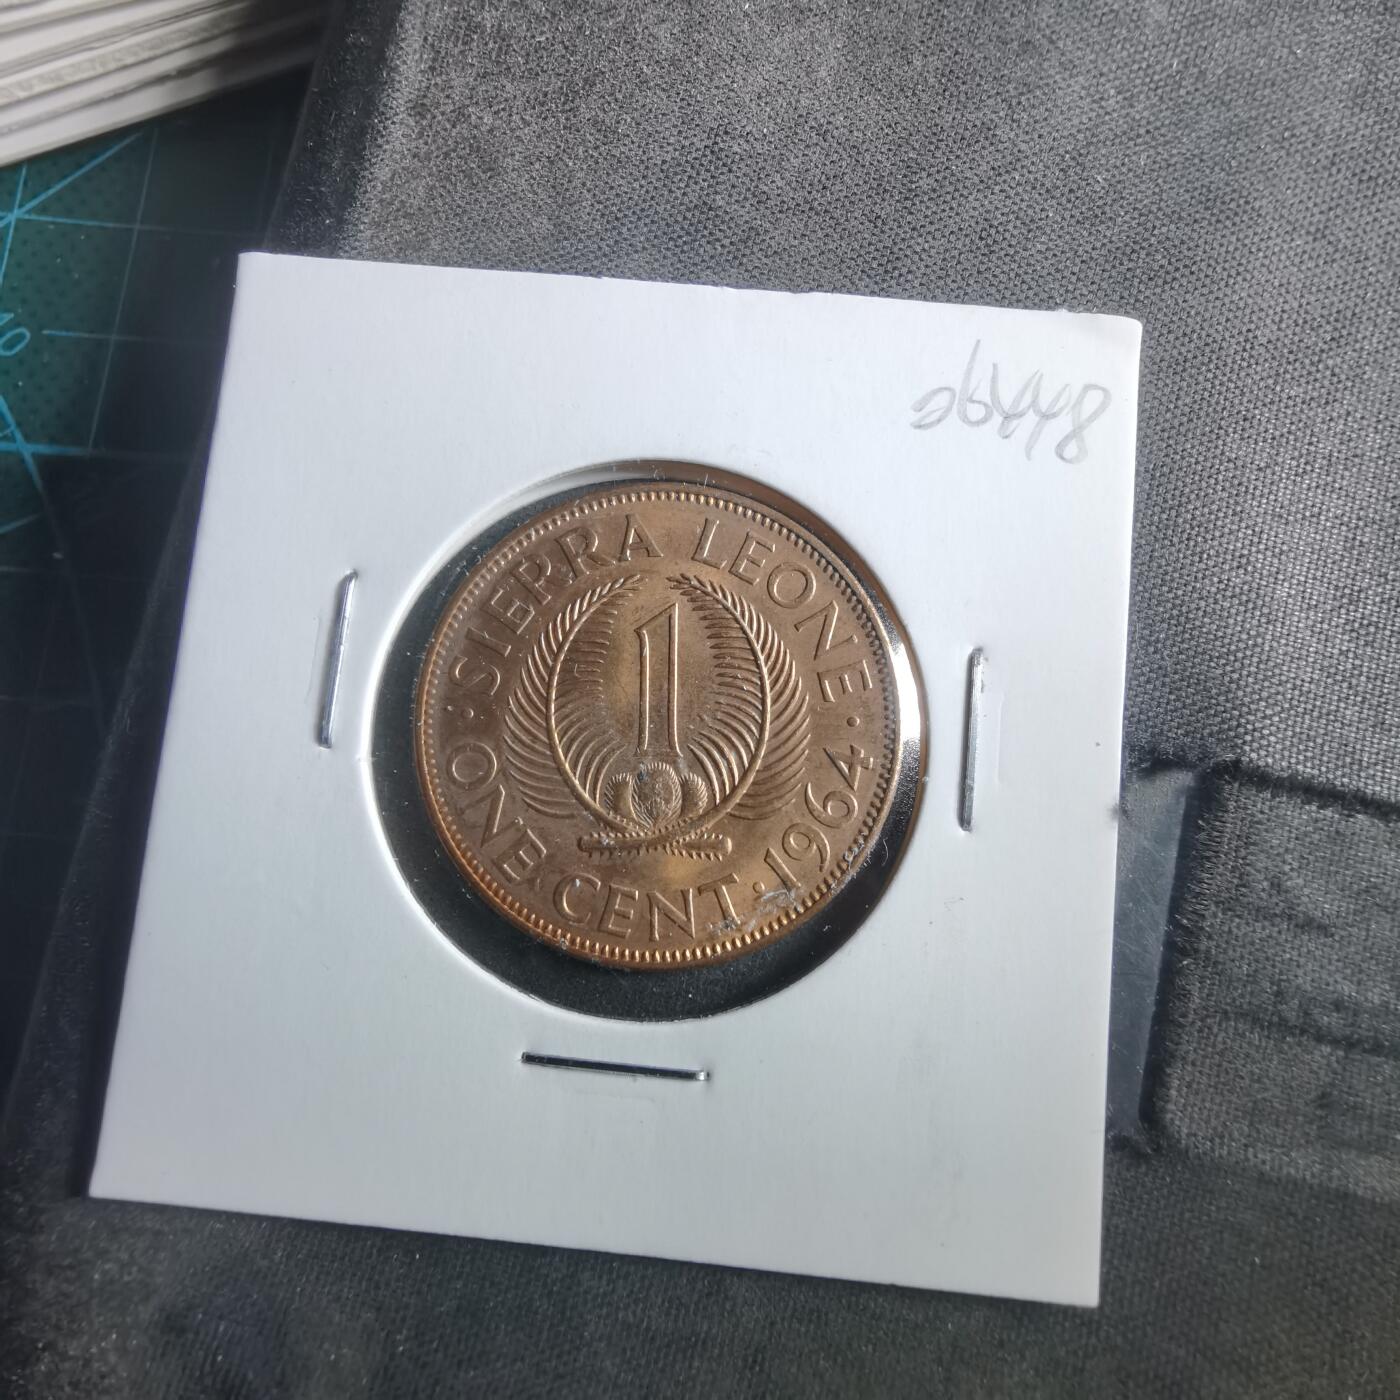 26448
SIERRA LEONE
1
· ONE CENT · 1964 ·